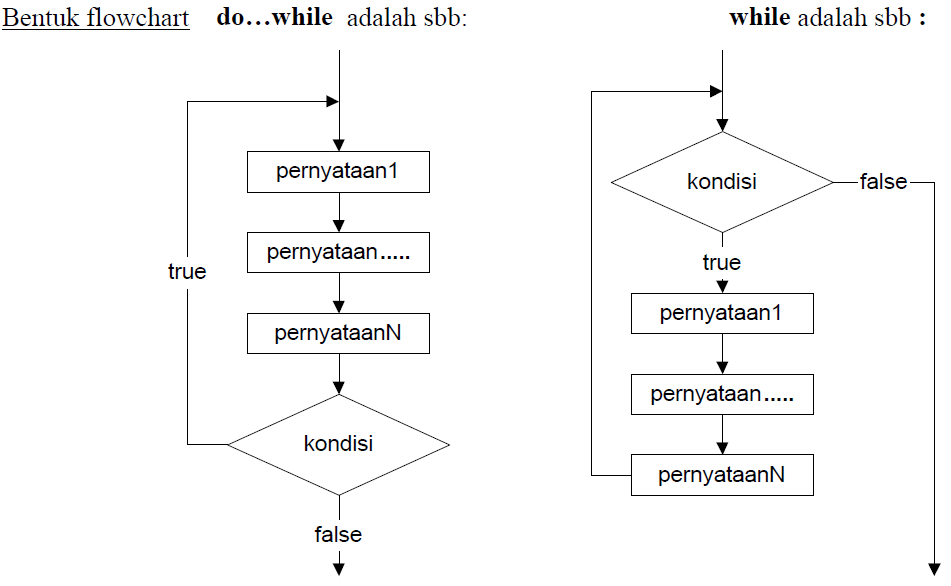 Bentuk flowchart do...while adalah sbb:
while adalah sbb :
pernyataan1
pernyataan.....
pernyataanN
kondisi
true
false
kondisi
false
true
pernyataan1
pernyataan.....
pernyataanN